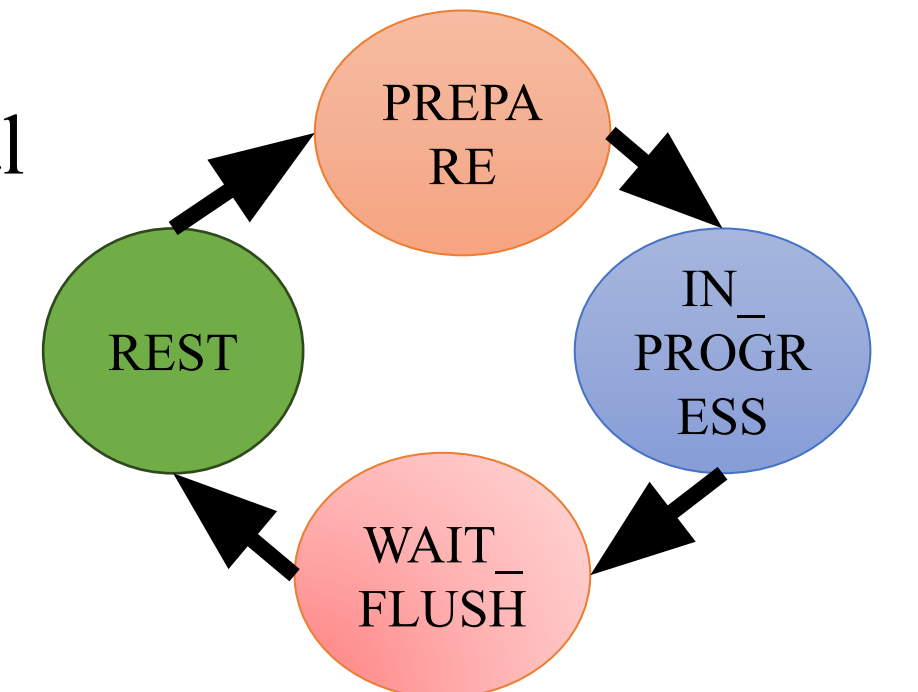 PREPA
RE
IN_
PROGR
ESS
REST
WAIT_
FLUSH